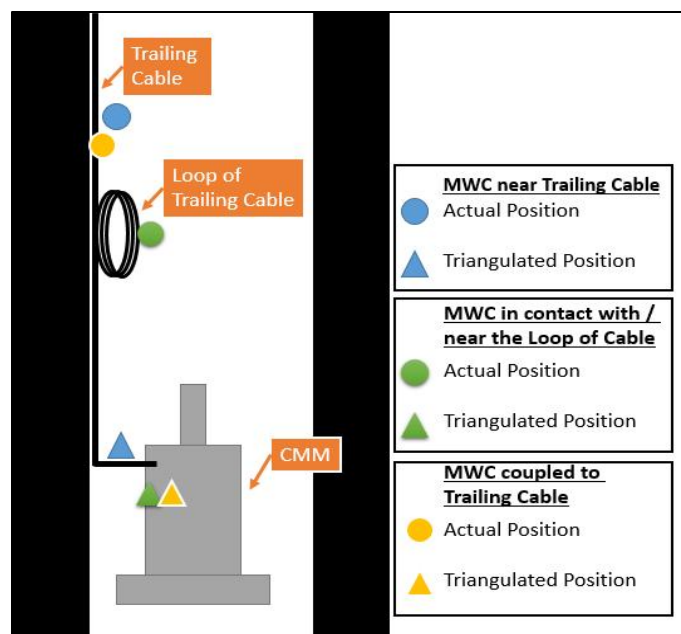 Trailing
Cable
Loop of
Trailing Cable
CMM
MWC near Trailing Cable
Actual Position
Triangulated Position
MWC in contact with /
near the Loop of Cable
Actual Position
Triangulated Position
MWC coupled to
Trailing Cable
Actual Position
Triangulated Position